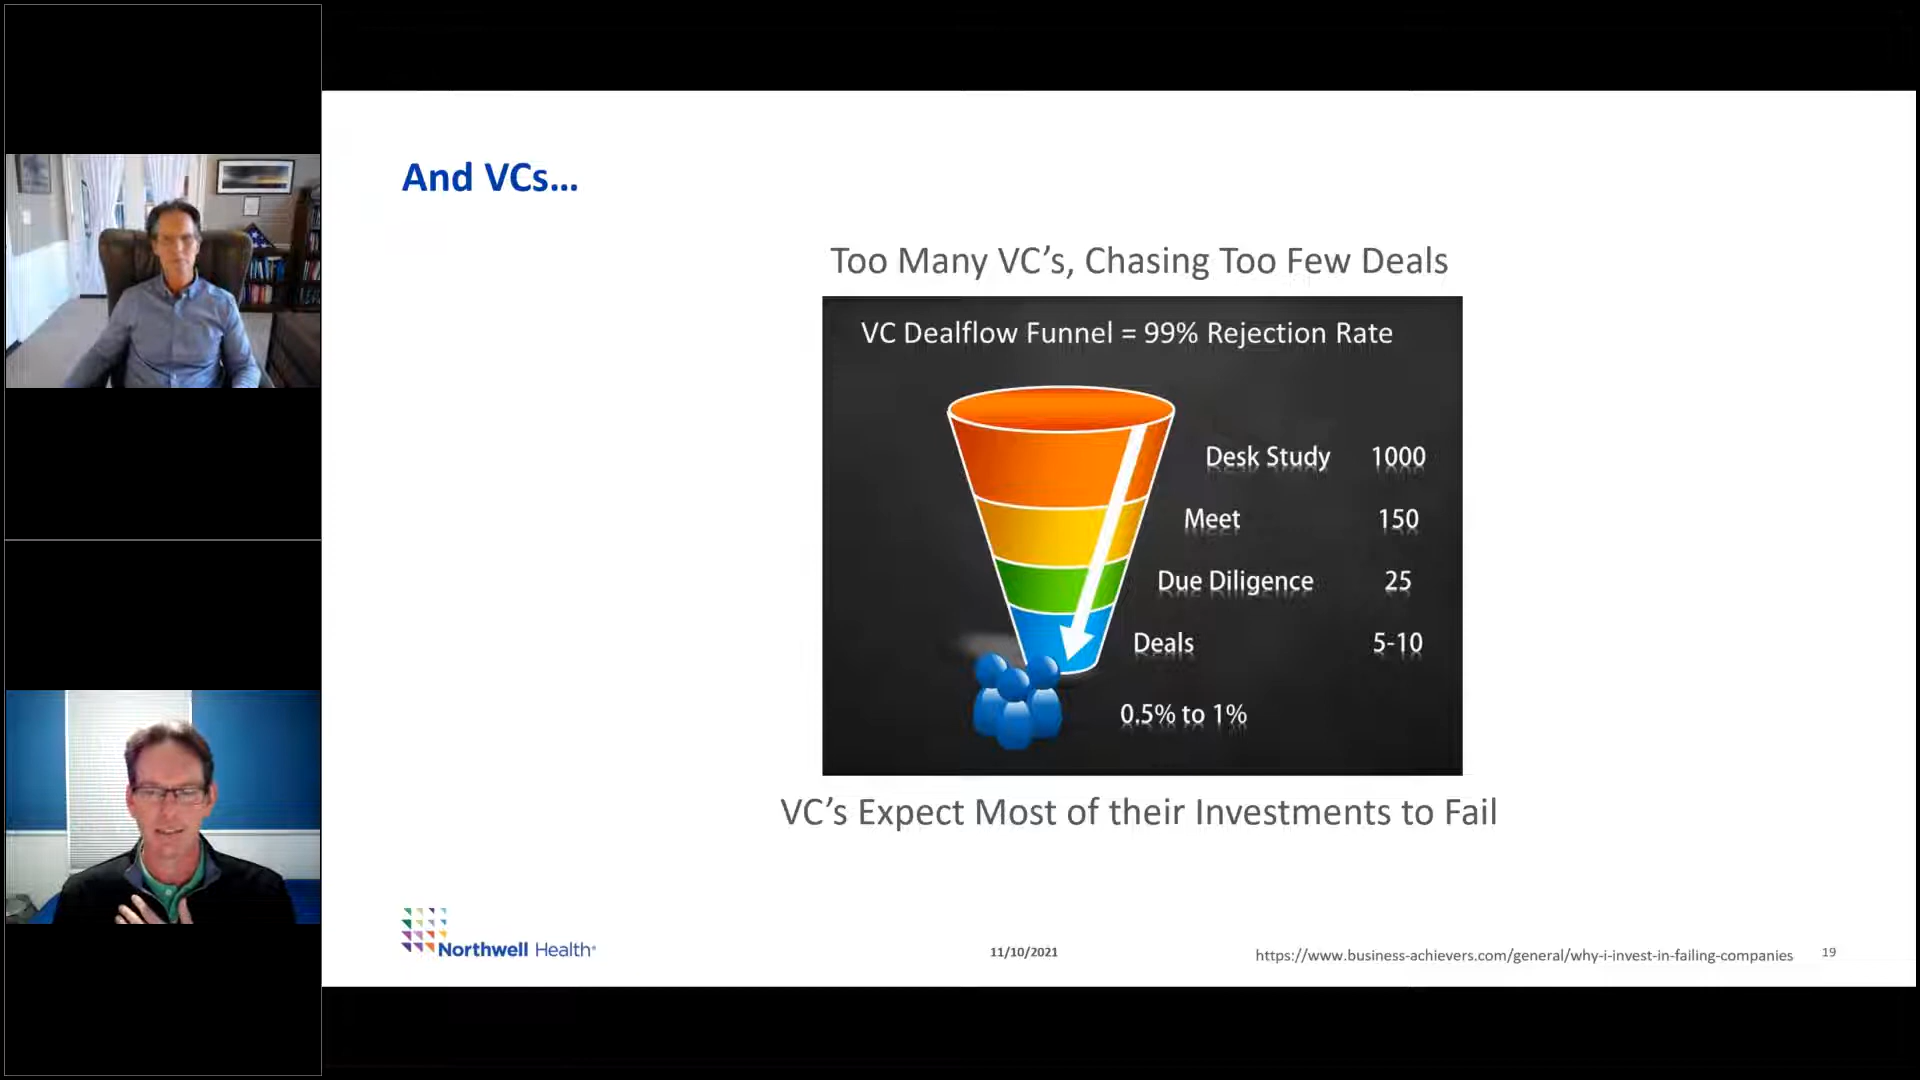 And VCs...
Too Many VC's, Chasing Too Few Deals
VC Dealflow Funnel = 99% Rejection Rate
Desk Study 1000
Meet 150
Due Diligence 25
Deals 5-10
0.5% to 1%
VC's Expect Most of their Investments to Fail
Northwell Health®
11/10/2021
https://www.business-achievers.com/general/why-i-invest-in-failing-companies
19